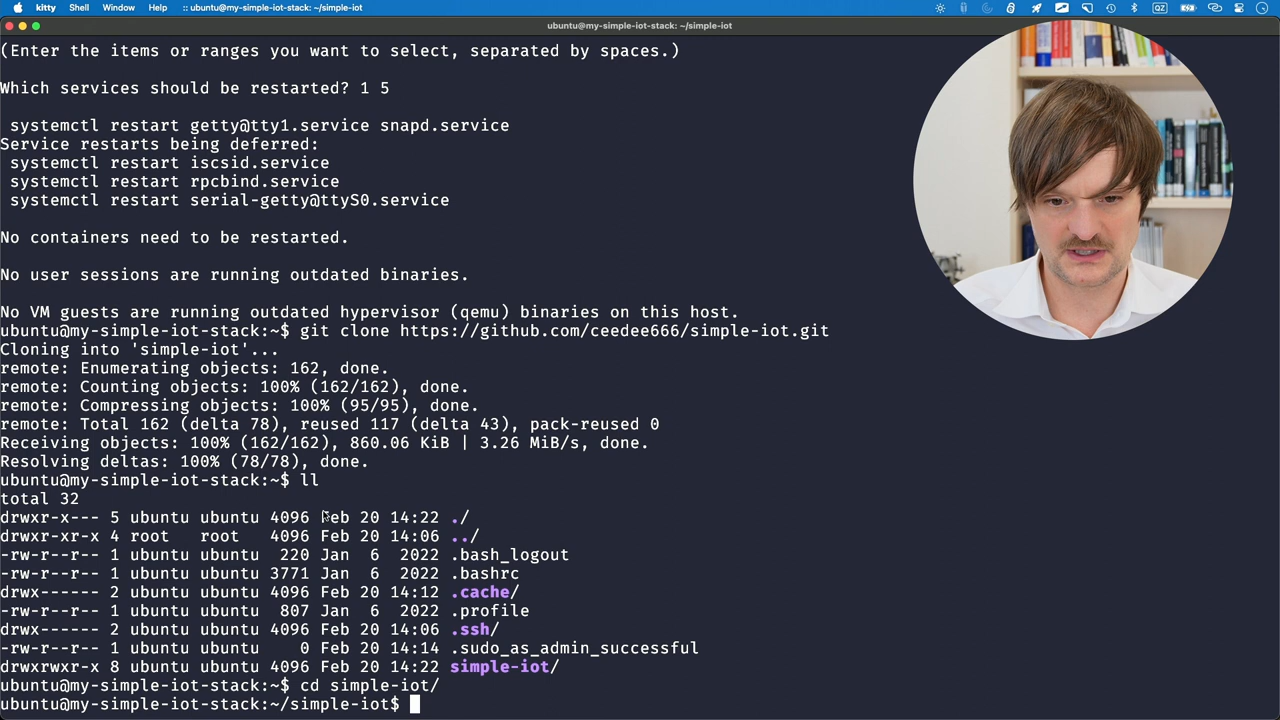 kitty Shell Window Help :: ubuntu@my-simple-iot-stack: ~/simple-iot
ubuntu@my-simple-iot-stack: ~/simple-iot
(Enter the items or ranges you want to select, separated by spaces.)
Which services should be restarted? 1 5
systemctl restart getty@tty1.service snapd.service
Service restarts being deferred:
systemctl restart iscsid.service
systemctl restart rpcbind.service
systemctl restart serial-getty@ttyS0.service
No containers need to be restarted.
No user sessions are running outdated binaries.
No VM guests are running outdated hypervisor (qemu) binaries on this host.
ubuntu@my-simple-iot-stack:~$ git clone https://github.com/ceedee666/simple-iot.git
Cloning into 'simple-iot'...
remote: Enumerating objects: 162, done.
remote: Counting objects: 100% (162/162), done.
remote: Compressing objects: 100% (95/95), done.
remote: Total 162 (delta 78), reused 117 (delta 43), pack-reused 0
Receiving objects: 100% (162/162), 860.06 KiB | 3.26 MiB/s, done.
Resolving deltas: 100% (78/78), done.
ubuntu@my-simple-iot-stack:~$ ll
total 32
drwxr-x--- 5 ubuntu ubuntu 4096 Feb 20 14:22 ./
drwxr-xr-x 4 root   root   4096 Feb 20 14:06 ../
-rw-r--r-- 1 ubuntu ubuntu  220 Jan  6  2022 .bash_logout
-rw-r--r-- 1 ubuntu ubuntu 3771 Jan  6  2022 .bashrc
drwx------ 2 ubuntu ubuntu 4096 Feb 20 14:12 .cache/
-rw-r--r-- 1 ubuntu ubuntu  807 Jan  6  2022 .profile
drwx------ 2 ubuntu ubuntu 4096 Feb 20 14:06 .ssh/
-rw-r--r-- 1 ubuntu ubuntu    0 Feb 20 14:14 .sudo_as_admin_successful
drwxrwxr-x 8 ubuntu ubuntu 4096 Feb 20 14:22 simple-iot/
ubuntu@my-simple-iot-stack:~$ cd simple-iot/
ubuntu@my-simple-iot-stack:~/simple-iot$